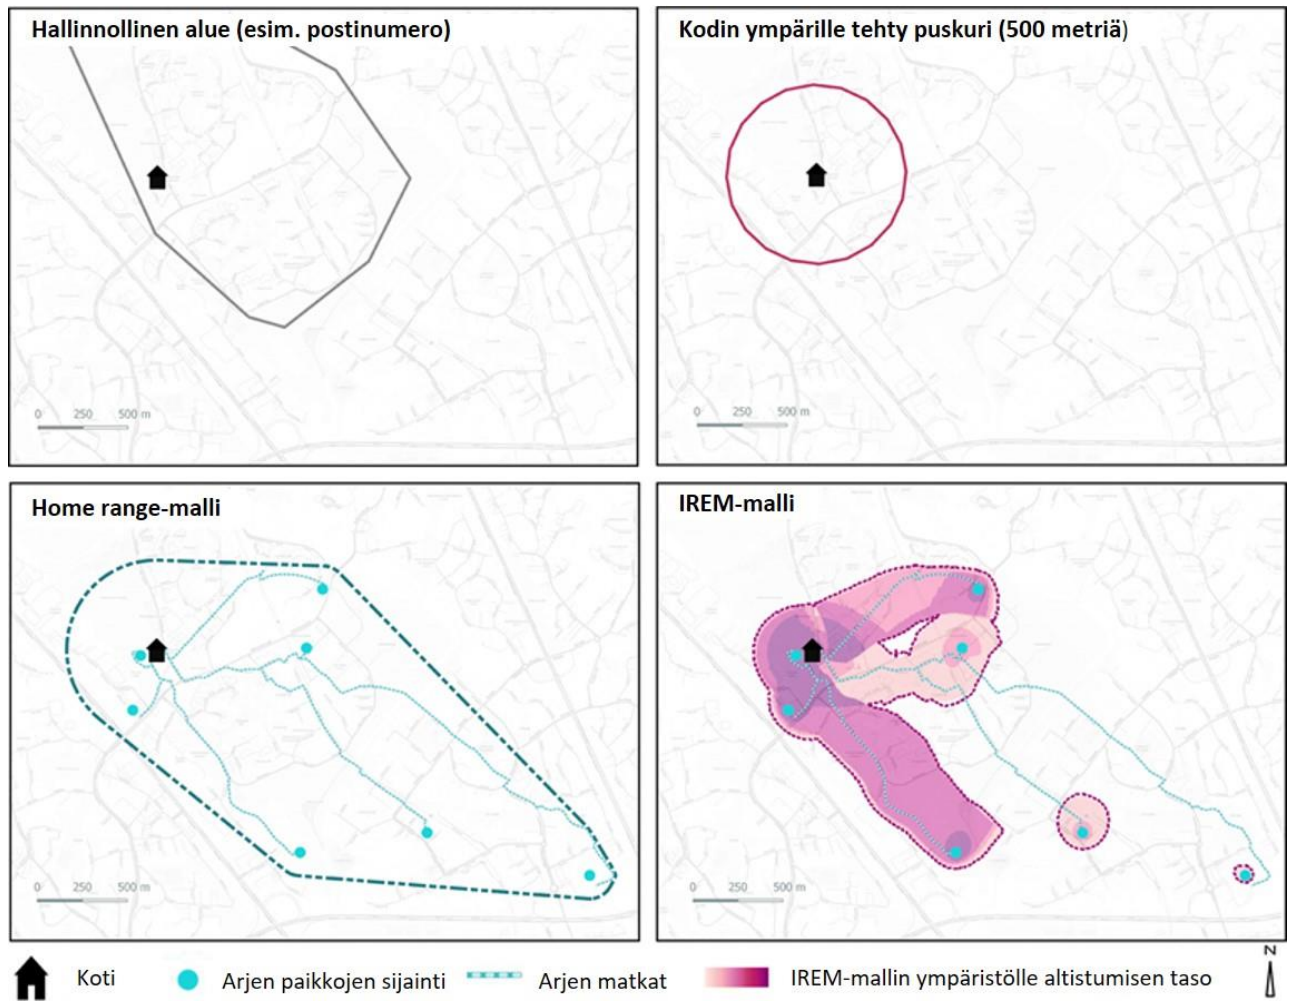 Hallinnollinen alue (esim. postinumero)
Kodin ympärille tehty puskuri (500 metriä)
0 250 500 m
0 250 500 m
Home range-malli
IREM-malli
0 250 500 m
0 250 500 m
Koti
Arjen paikkojen sijainti
Arjen matkat
IREM-mallin ympäristölle altistumisen taso
N